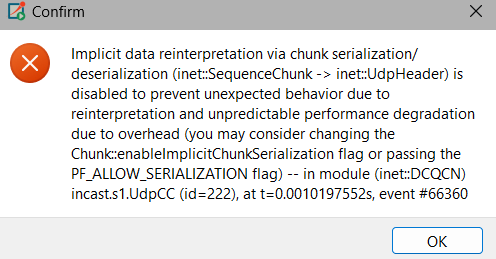 Confirm
Implicit data reinterpretation via chunk serialization/
deserialization (inet::SequenceChunk -> inet::UdpHeader) is
disabled to prevent unexpected behavior due to
reinterpretation and unpredictable performance degradation
due to overhead (you may consider changing the
Chunk::enableImplicitChunkSerialization flag or passing the
PF_ALLOW_SERIALIZATION flag) -- in module (inet::DCQCN)
incast.s1.UdpCC (id=222), at t=0.0010197552s, event #66360
OK